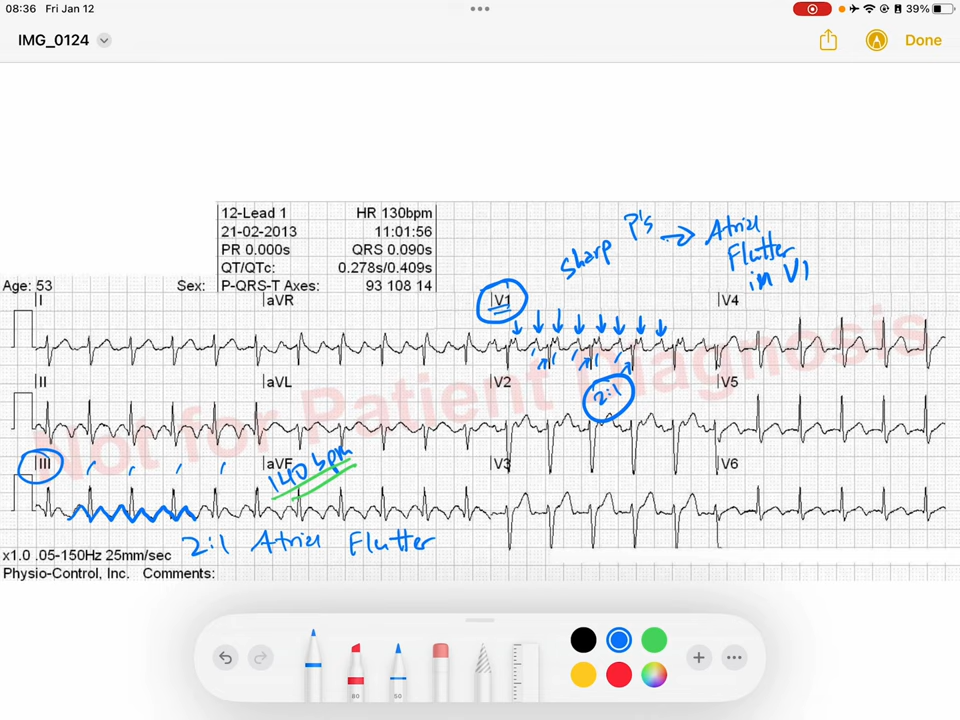 08:36 Fri Jan 12
39%
IMG_0124
Done
12-Lead 1 HR 130bpm
21-02-2013 11:01:56
PR 0.000s QRS 0.090s
QT/QTc: 0.278s/0.409s
P-QRS-T Axes: 93 108 14
Age: 53 Sex:
sharp P's → Atrial
Flutter
in V1
I aVR V1 V4
II aVL V2 V5
2:1
III aVF V3 V6
140 bpm
Not for Patient Diagnosis
2:1 Atrial Flutter
x1.0 .05-150Hz 25mm/sec
Physio-Control, Inc. Comments:
80 50